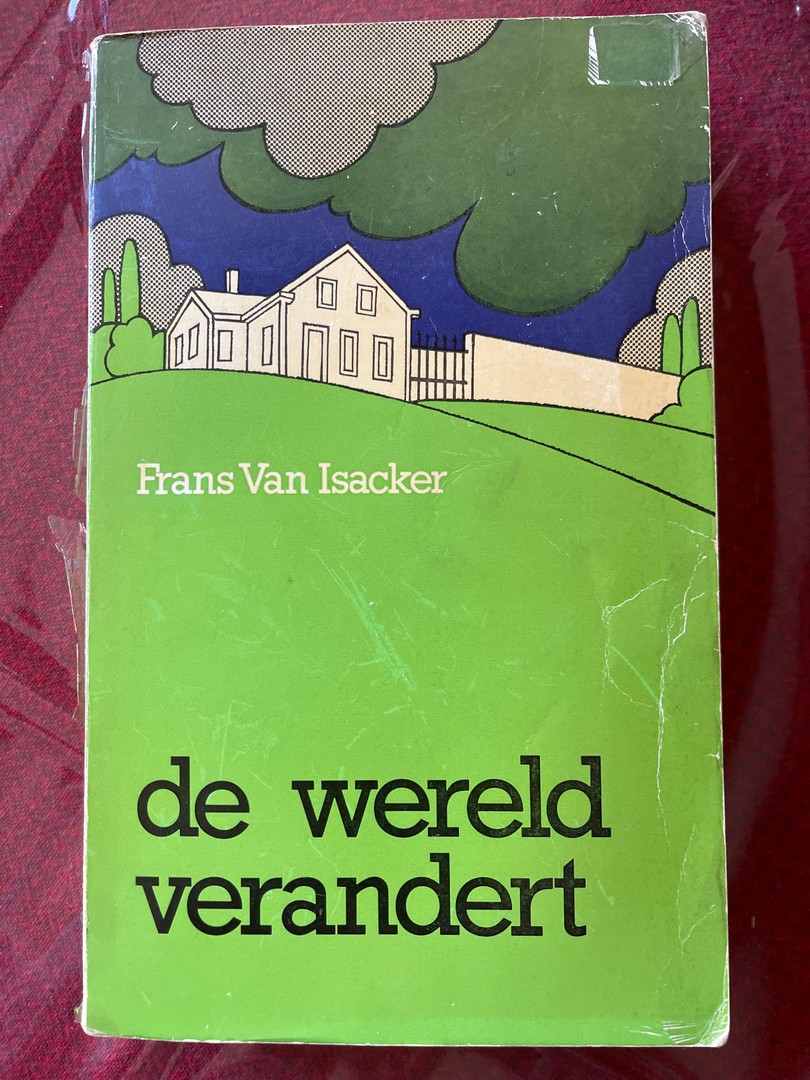 Frans Van Isacker
de wereld
verandert